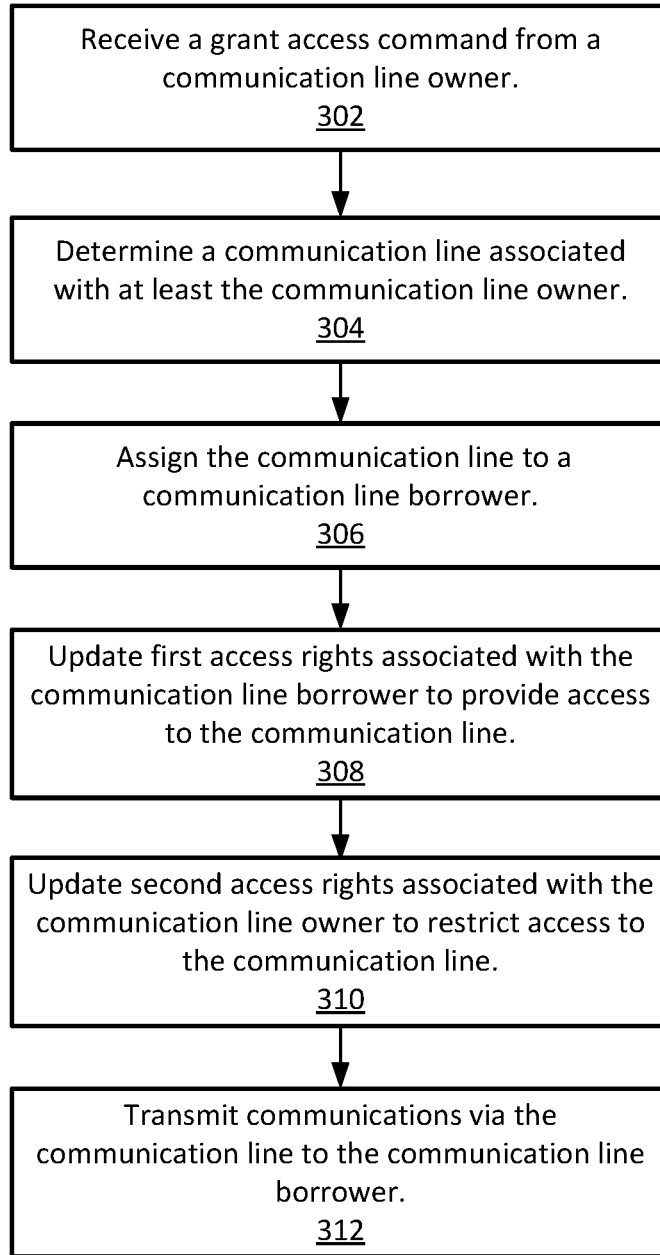 Receive a grant access command from a
communication line owner.
302
Determine a communication line associated
with at least the communication line owner.
304
Assign the communication line to a
communication line borrower.
306
Update first access rights associated with the
communication line borrower to provide access
to the communication line.
308
Update second access rights associated with the
communication line owner to restrict access to
the communication line.
310
Transmit communications via the
communication line to the communication line
borrower.
312